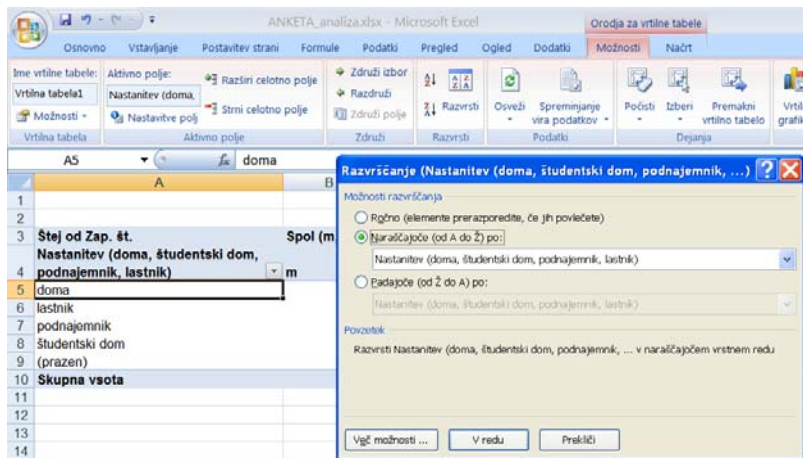 ANKETA_analiza.xlsx - Microsoft Excel
Orodja za vrtilne tabele
Osnovno Vstavljanje Postavitev strani Formule Podatki Pregled Ogled Dodatki Možnosti Načrt
Ime vrtilne tabele:
Vrtilna tabela1
Možnosti
Vrtilna tabela
Aktivno polje:
Nastanitev (doma,
Nastavitve polj
Razširi celotno polje
Strni celotno polje
Aktivno polje
Združi izbor
Razdruži
Združi polje
Združi
Razvrsti
Razvrsti
Osveži
Spreminjanje
vira podatkov
Podatki
Počisti
Izberi
Premakni
vrtilno tabelo
Dejanja
Vrtil
grafik
A5 fx doma
A B
1
2
3 Štej od Zap. št. Spol (m
Nastanitev (doma, študentski dom,
4 podnajemnik, lastnik) m
5 doma
6 lastnik
7 podnajemnik
8 študentski dom
9 (prazen)
10 Skupna vsota
11
12
13
14
Razvrščanje (Nastanitev (doma, študentski dom, podnajemnik, ...)
Možnosti razvrščanja
Ročno (elemente prerazporedite, če jih povlečete)
Naraščajoče (od A do Ž) po:
Nastanitev (doma, študentski dom, podnajemnik, lastnik)
Padajoče (od Ž do A) po:
Nastanitev (doma, študentski dom, podnajemnik, lastnik)
Povzetek
Razvrsti Nastanitev (doma, študentski dom, podnajemnik, ... v naraščajočem vrstnem redu
Več možnosti ... V redu Prekliči